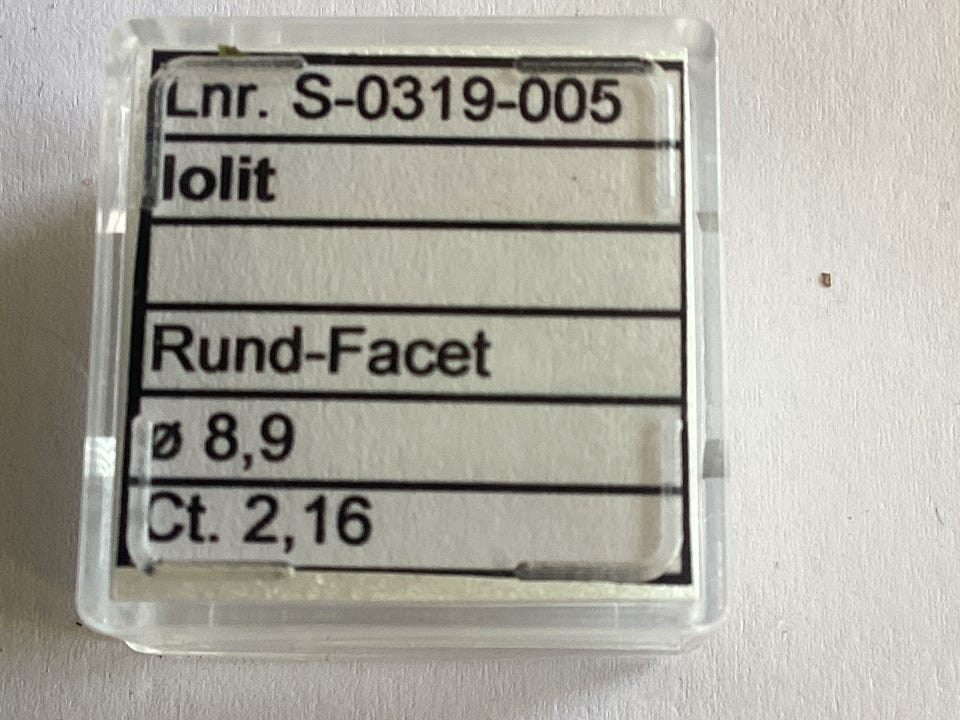 Lnr. S-0319-005
Iolit
Rund-Facet
ø 8,9
Ct. 2,16